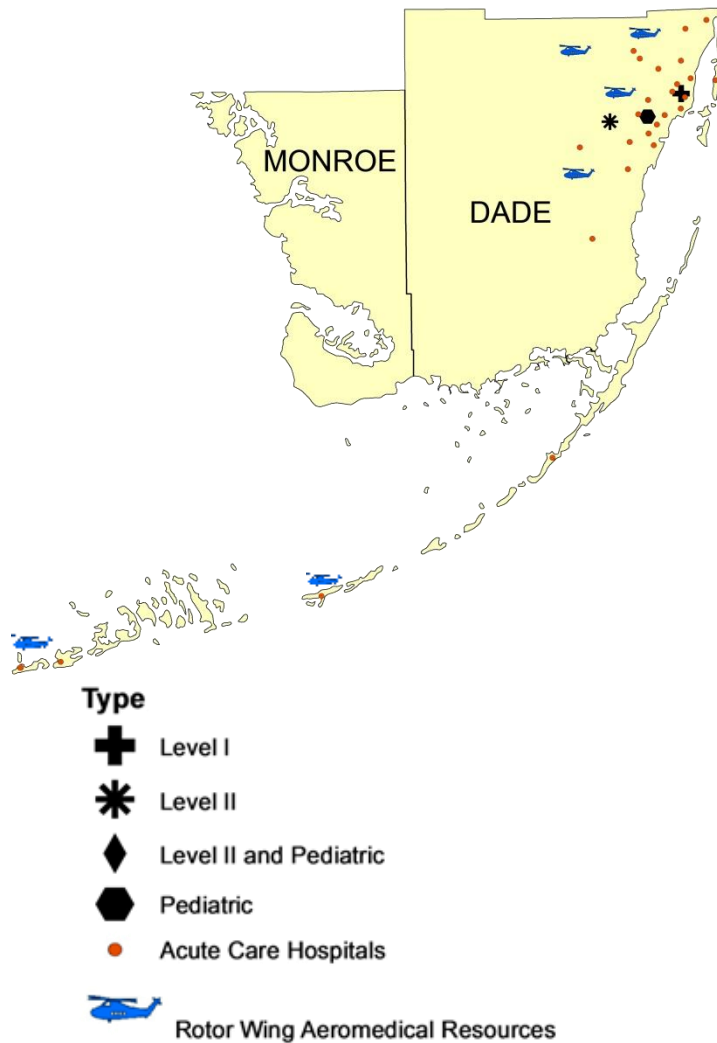 MONROE
DADE
Type
Level I
Level II
Level II and Pediatric
Pediatric
Acute Care Hospitals
Rotor Wing Aeromedical Resources